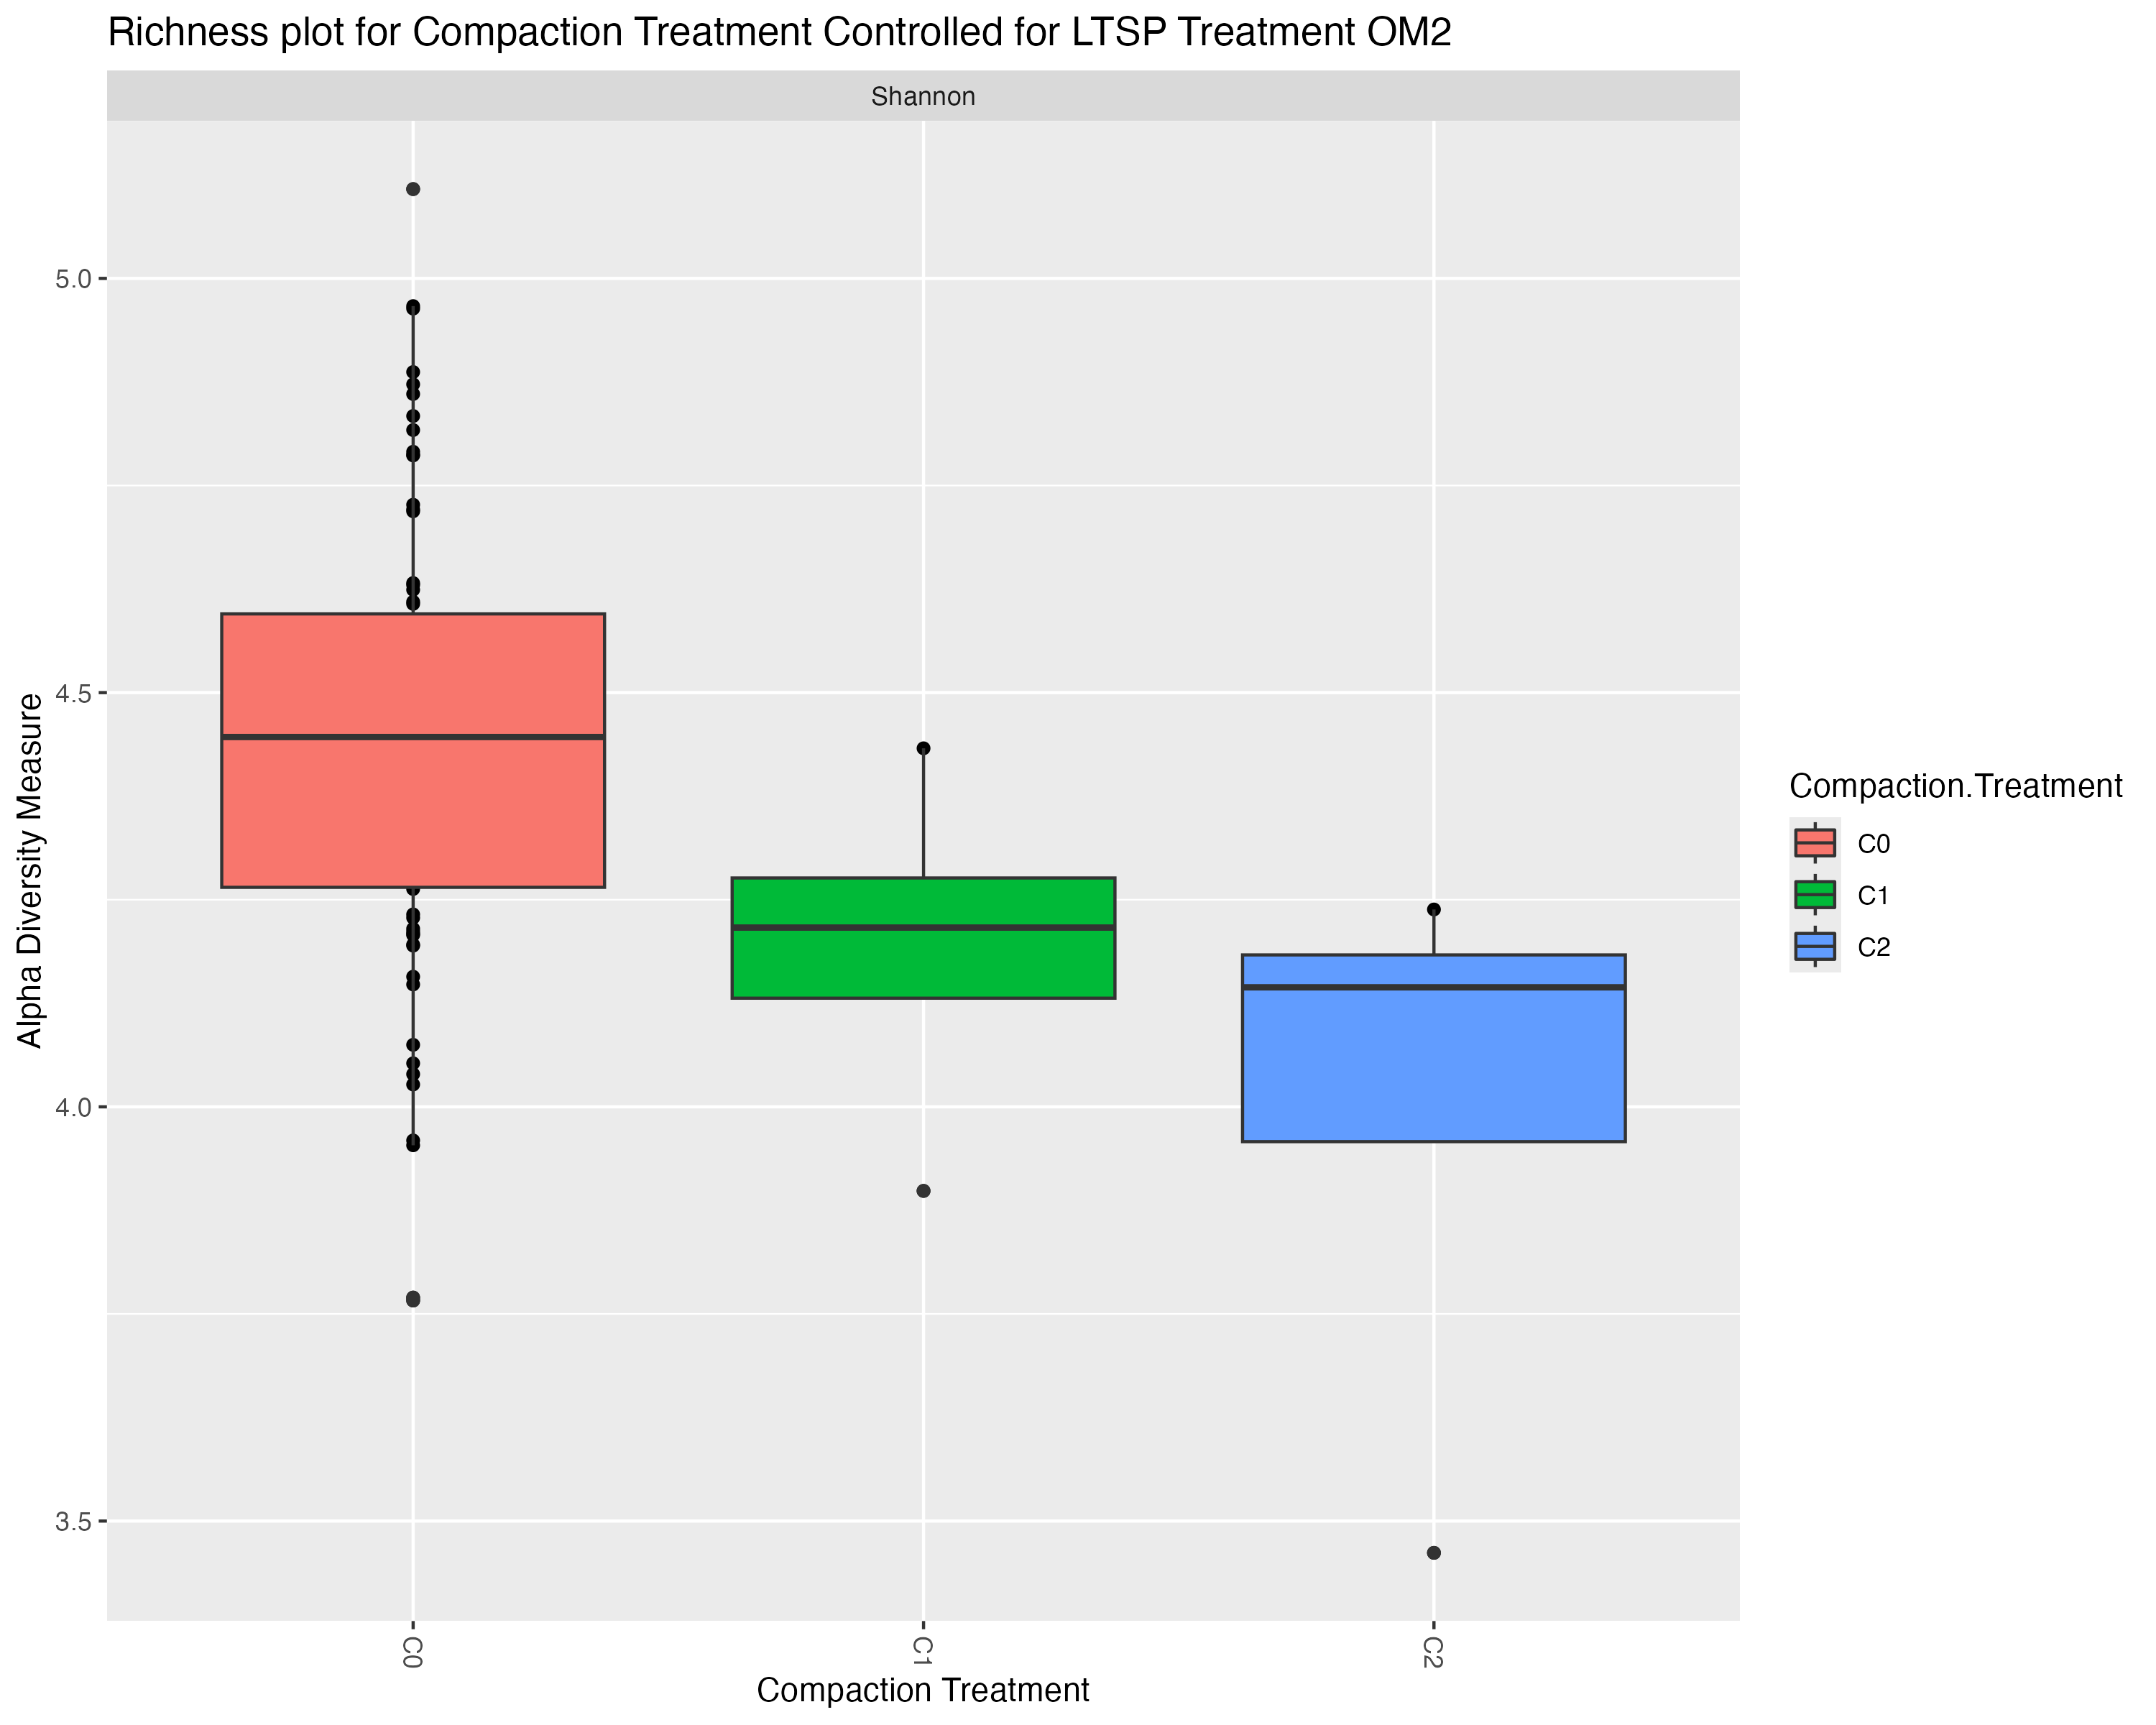 Richness plot for Compaction Treatment Controlled for LTSP Treatment OM2
Shannon
5.0
4.5
4.0
3.5
Alpha Diversity Measure
C0
C1
C2
Compaction Treatment
Compaction.Treatment
C0
C1
C2